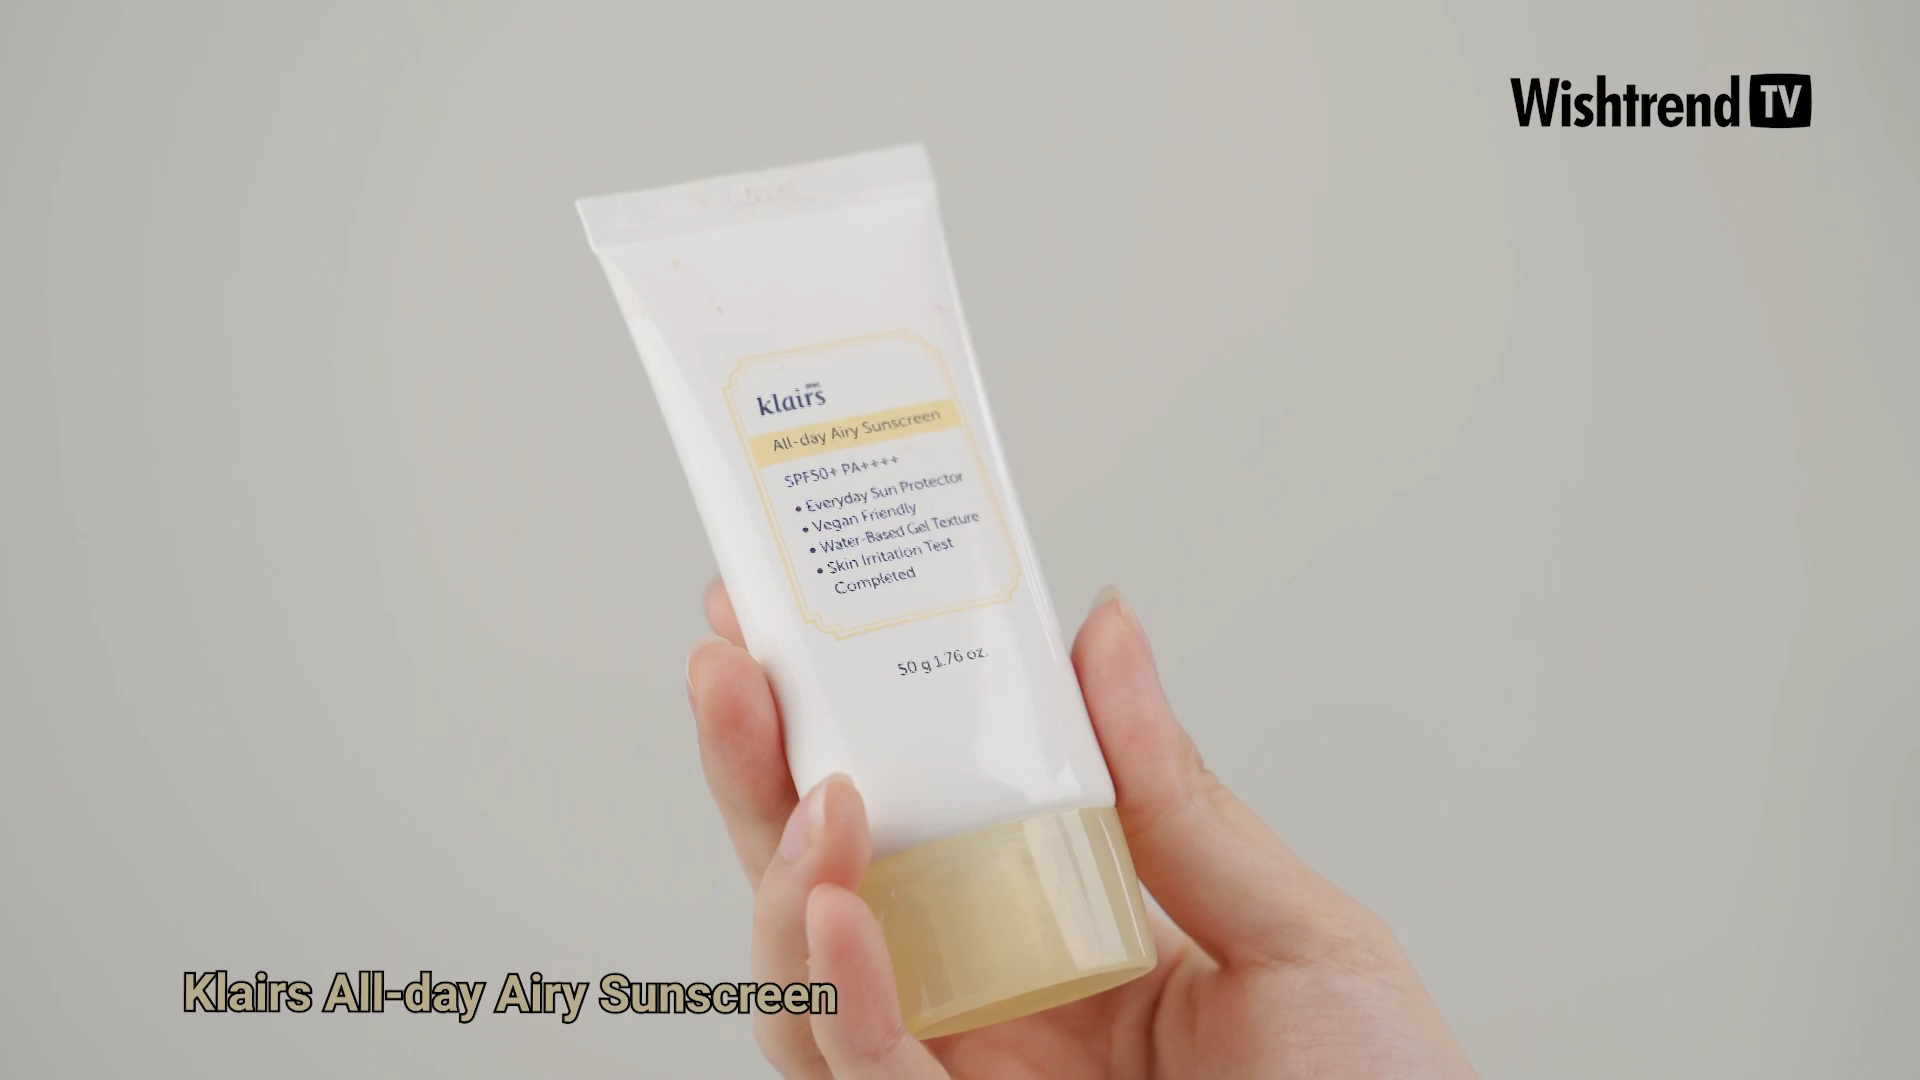 Wishtrend TV
klairs
All-day Airy Sunscreen
SPF50+ PA++++
• Everyday Sun Protector
• Vegan Friendly
• Water-Based Gel Texture
• Skin Irritation Test
Completed
50 g 1.76 oz.
Klairs All-day Airy Sunscreen